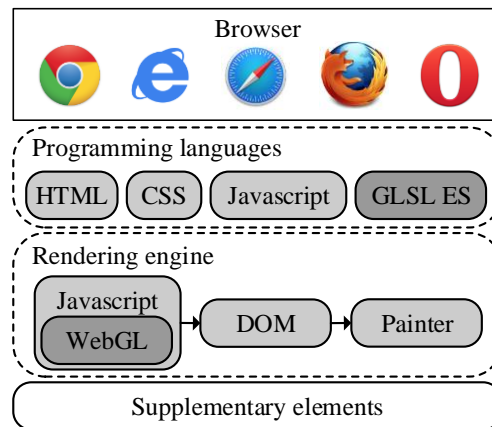 Browser
Programming languages
HTML CSS Javascript GLSL ES
Rendering engine
Javascript
WebGL DOM Painter
Supplementary elements